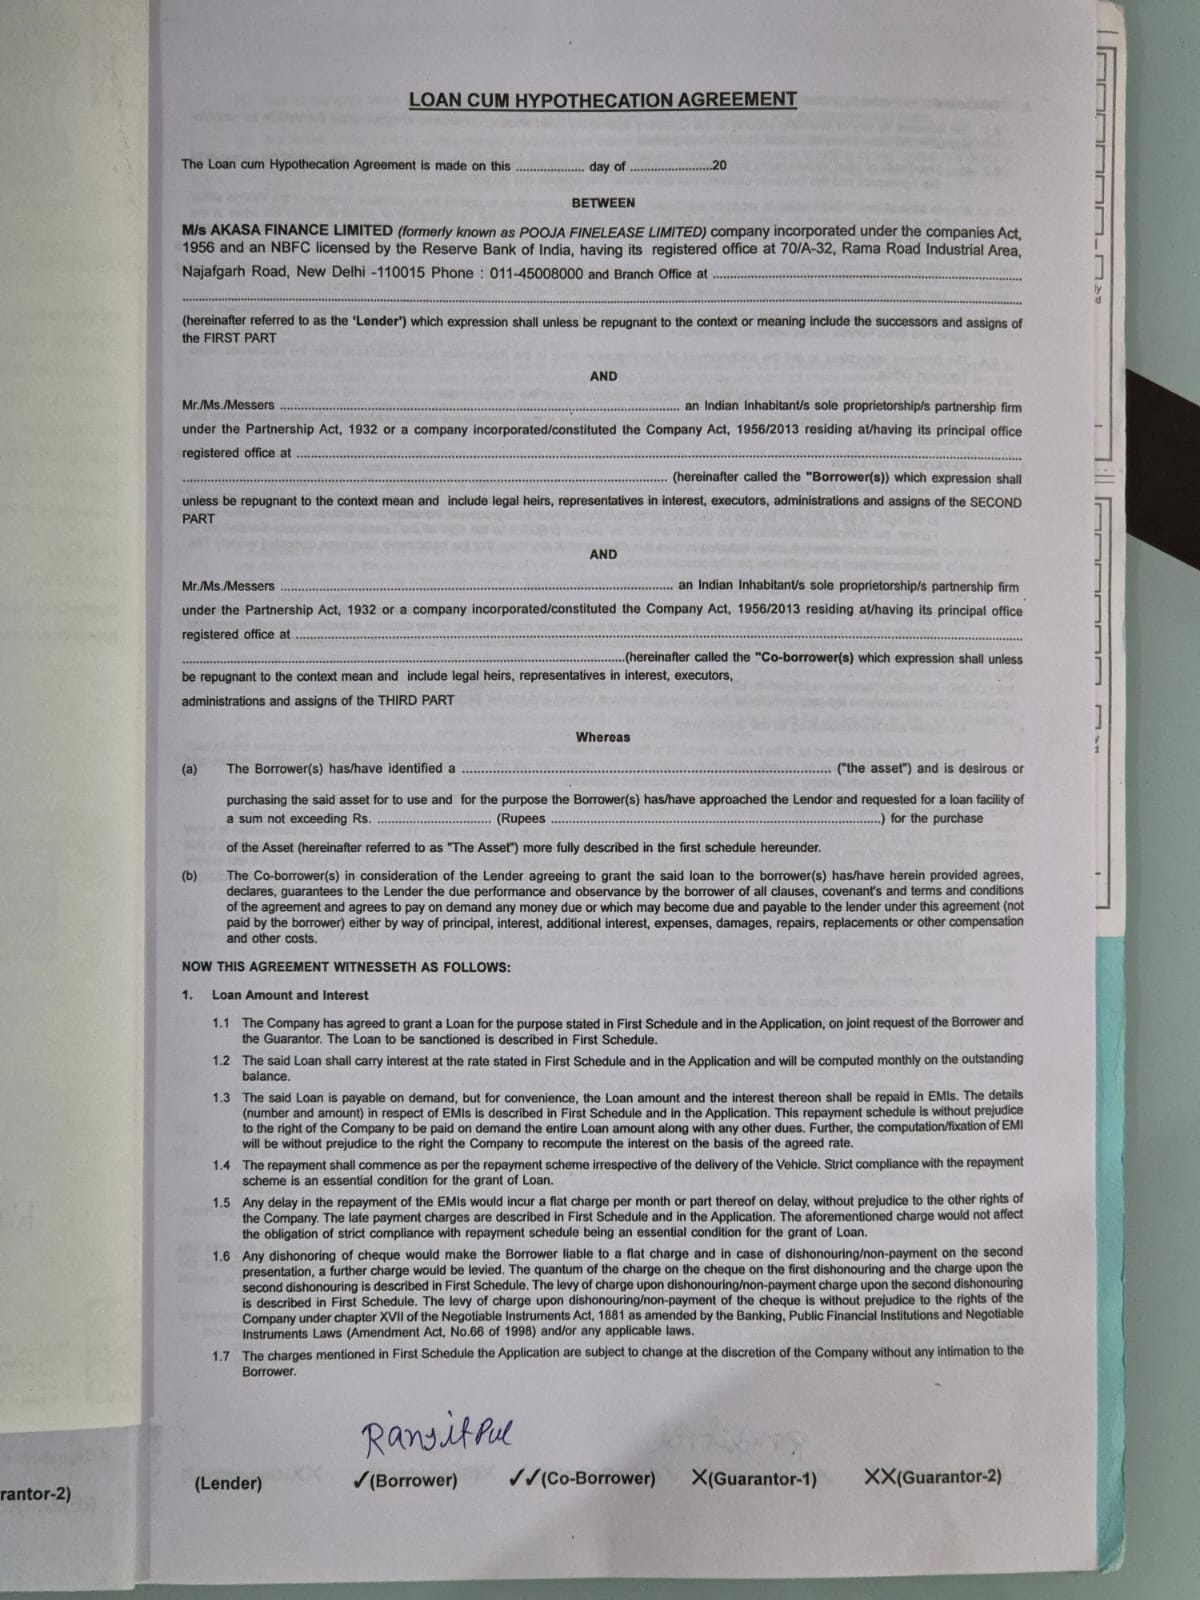 LOAN CUM HYPOTHECATION AGREEMENT
The Loan cum Hypothecation Agreement is made on this ................... day of .......................20
BETWEEN
M/s AKASA FINANCE LIMITED (formerly known as POOJA FINELEASE LIMITED) company incorporated under the companies Act,
1956 and an NBFC licensed by the Reserve Bank of India, having its registered office at 70/A-32, Rama Road Industrial Area,
Najafgarh Road, New Delhi -110015 Phone : 011-45008000 and Branch Office at ...............................
...............................
(hereinafter referred to as the 'Lender') which expression shall unless be repugnant to the context or meaning include the successors and assigns of
the FIRST PART
AND
Mr./Ms./Messers ............................... an Indian Inhabitant/s sole proprietorship/s partnership firm
under the Partnership Act, 1932 or a company incorporated/constituted the Company Act, 1956/2013 residing at/having its principal office
registered office at ...............................
............................... (hereinafter called the "Borrower(s)) which expression shall
unless be repugnant to the context mean and include legal heirs, representatives in interest, executors, administrations and assigns of the SECOND
PART
AND
Mr./Ms./Messers ............................... an Indian Inhabitant/s sole proprietorship/s partnership firm
under the Partnership Act, 1932 or a company incorporated/constituted the Company Act, 1956/2013 residing at/having its principal office
registered office at ...............................
...............................(hereinafter called the "Co-borrower(s) which expression shall unless
be repugnant to the context mean and include legal heirs, representatives in interest, executors,
administrations and assigns of the THIRD PART
Whereas
(a) The Borrower(s) has/have identified a ............................... ("the asset") and is desirous or
purchasing the said asset for to use and for the purpose the Borrower(s) has/have approached the Lendor and requested for a loan facility of
a sum not exceeding Rs. ............................... (Rupees ...............................) for the purchase
of the Asset (hereinafter referred to as "The Asset") more fully described in the first schedule hereunder.
(b) The Co-borrower(s) in consideration of the Lender agreeing to grant the said loan to the borrower(s) has/have herein provided agrees,
declares, guarantees to the Lender the due performance and observance by the borrower of all clauses, covenant's and terms and conditions
of the agreement and agrees to pay on demand any money due or which may become due and payable to the lender under this agreement (not
paid by the borrower) either by way of principal, interest, additional interest, expenses, damages, repairs, replacements or other compensation
and other costs.
NOW THIS AGREEMENT WITNESSETH AS FOLLOWS:
1. Loan Amount and Interest
1.1 The Company has agreed to grant a Loan for the purpose stated in First Schedule and in the Application, on joint request of the Borrower and
the Guarantor. The Loan to be sanctioned is described in First Schedule.
1.2 The said Loan shall carry interest at the rate stated in First Schedule and in the Application and will be computed monthly on the outstanding
balance.
1.3 The said Loan is payable on demand, but for convenience, the Loan amount and the interest thereon shall be repaid in EMIs. The details
(number and amount) in respect of EMIs is described in First Schedule and in the Application. This repayment schedule is without prejudice
to the right of the Company to be paid on demand the entire Loan amount along with any other dues. Further, the computation/fixation of EMI
will be without prejudice to the right the Company to recompute the interest on the basis of the agreed rate.
1.4 The repayment shall commence as per the repayment scheme irrespective of the delivery of the Vehicle. Strict compliance with the repayment
scheme is an essential condition for the grant of Loan.
1.5 Any delay in the repayment of the EMIs would incur a flat charge per month or part thereof on delay, without prejudice to the other rights of
the Company. The late payment charges are described in First Schedule and in the Application. The aforementioned charge would not affect
the obligation of strict compliance with repayment schedule being an essential condition for the grant of Loan.
1.6 Any dishonoring of cheque would make the Borrower liable to a flat charge and in case of dishonouring/non-payment on the second
presentation, a further charge would be levied. The quantum of the charge on the cheque on the first dishonouring and the charge upon the
second dishonouring is described in First Schedule. The levy of charge upon dishonouring/non-payment charge upon the second dishonouring
is described in First Schedule. The levy of charge upon dishonouring/non-payment of the cheque is without prejudice to the rights of the
Company under chapter XVII of the Negotiable Instruments Act, 1881 as amended by the Banking, Public Financial Institutions and Negotiable
Instruments Laws (Amendment Act, No.66 of 1998) and/or any applicable laws.
1.7 The charges mentioned in First Schedule the Application are subject to change at the discretion of the Company without any intimation to the
Borrower.
(Lender) ✓(Borrower) ✓✓(Co-Borrower) X(Guarantor-1) XX(Guarantor-2)
rantor-2)